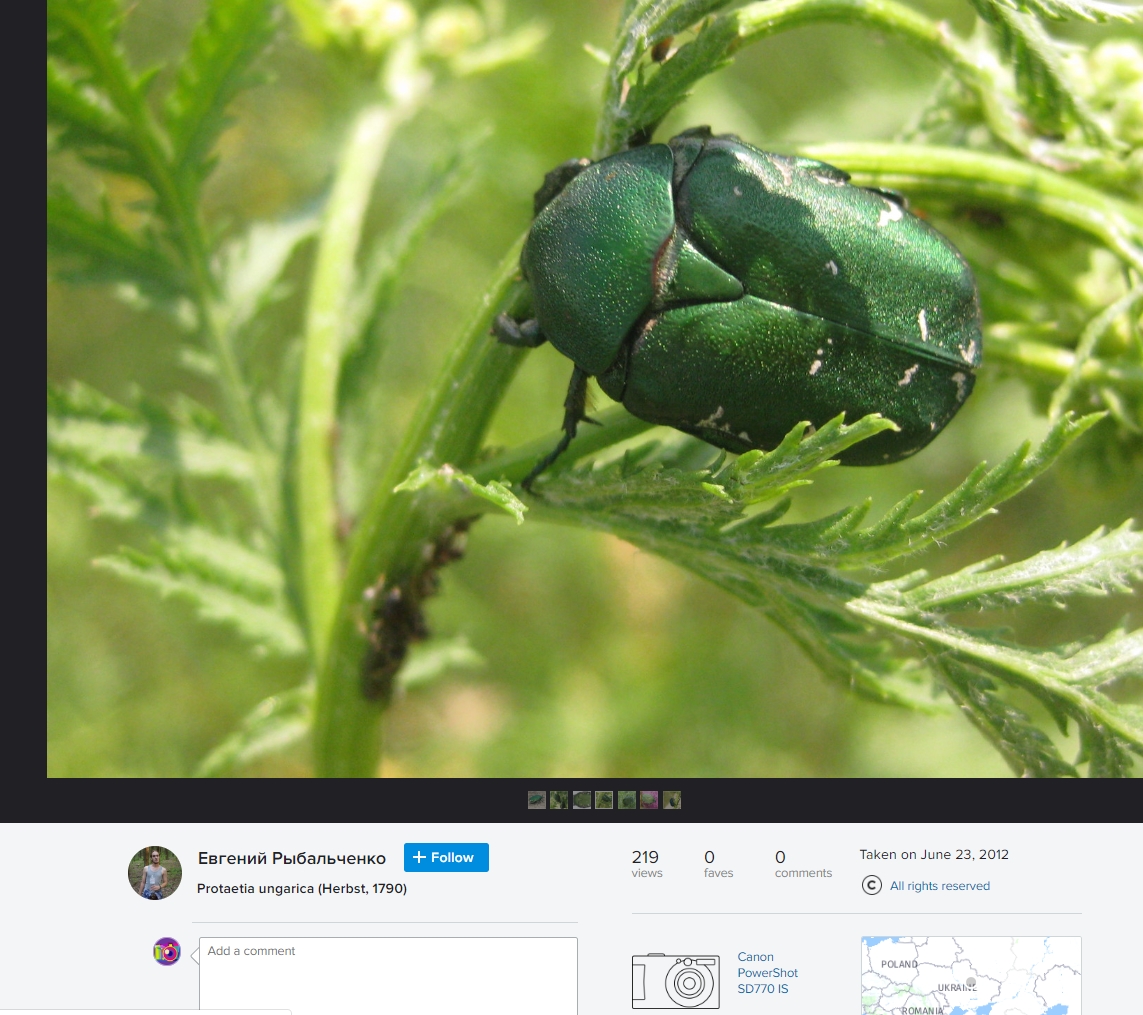 Евгений Рыбальченко
+ Follow
Protaetia ungarica (Herbst, 1790)
219 views
0 faves
0 comments
Taken on June 23, 2012
© All rights reserved
Add a comment
Canon
PowerShot
SD770 IS
POLAND
UKRAINE
ROMANIA